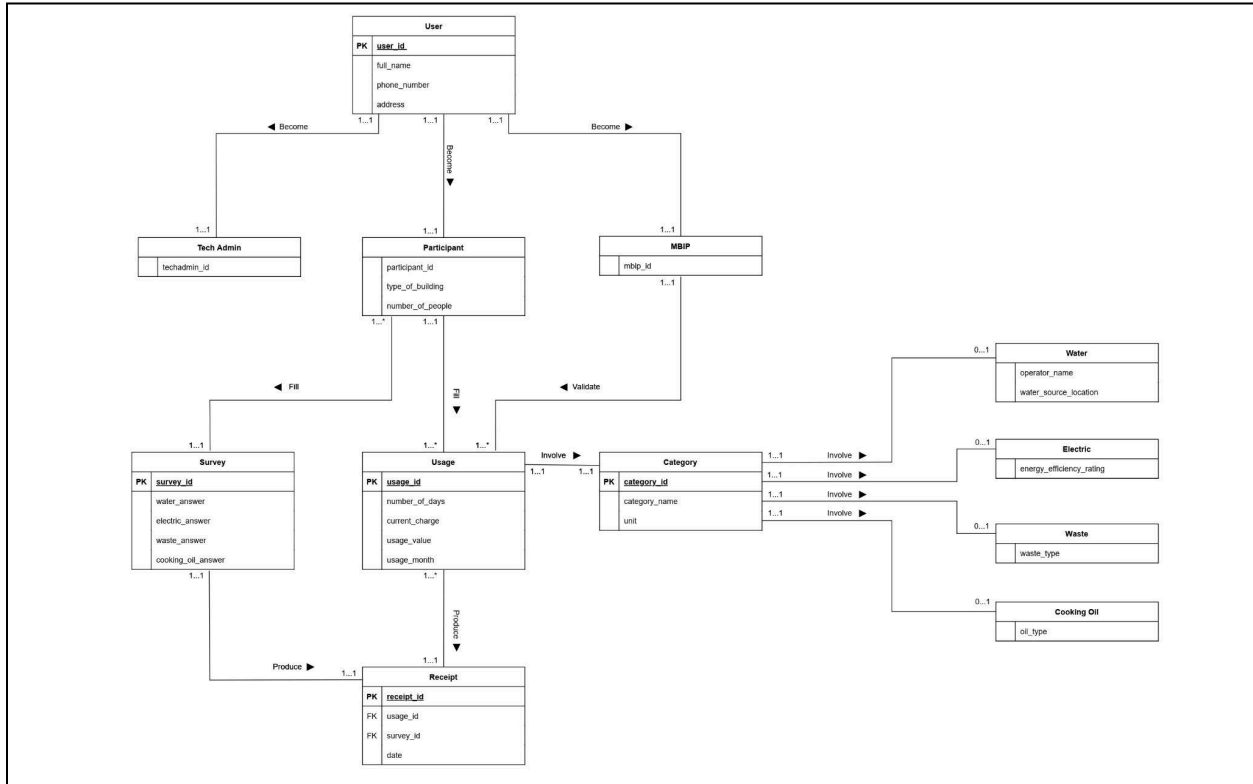 User
PK user_id
full_name
phone_number
address
1...1 1...1 1...1
◄ Become
Become ►
Become ►
1...1 1...1 1...1
Tech Admin
techadmin_id
Participant
participant_id
type_of_building
number_of_people
MBIP
mbip_id
1...* 1...1 1...1
◄ Fill
Fill ►
◄ Validate
1...1 1...* 1...*
Survey
PK survey_id
water_answer
electric_answer
waste_answer
cooking_oil_answer
Usage
PK usage_id
number_of_days
current_charge
usage_value
usage_month
Involve ►
1...1 1...1
Category
PK category_id
category_name
unit
1...1 Involve ►
1...1 Involve ►
1...1 Involve ►
1...1 Involve ►
0...1
Water
operator_name
water_source_location
0...1
Electric
energy_efficiency_rating
0...1
Waste
waste_type
0...1
Cooking Oil
oil_type
1...1 1...*
Produce ►
Produce ►
1...1 1...1
Receipt
PK receipt_id
FK usage_id
FK survey_id
date